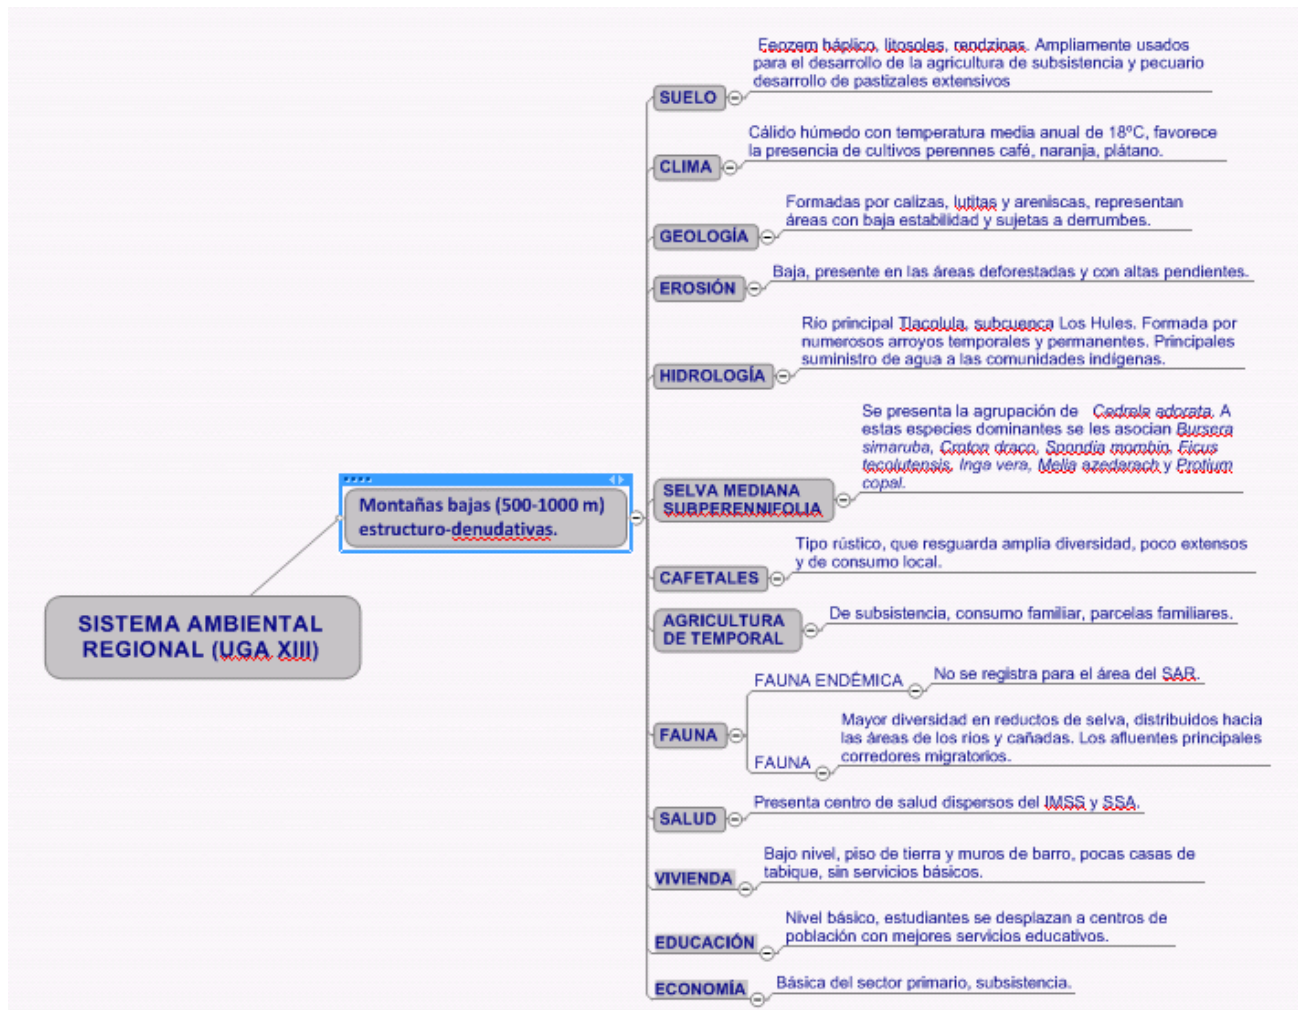 Feozem háplico, litosoles, rendzinas. Ampliamente usados
para el desarrollo de la agricultura de subsistencia y pecuario
desarrollo de pastizales extensivos
SUELO
Cálido húmedo con temperatura media anual de 18ºC, favorece
la presencia de cultivos perennes café, naranja, plátano.
CLIMA
Formadas por calizas, lutitas y areniscas, representan
áreas con baja estabilidad y sujetas a derrumbes.
GEOLOGÍA
Baja, presente en las áreas deforestadas y con altas pendientes.
EROSIÓN
Río principal Tlacolula, subcuenca Los Hules. Formada por
numerosos arroyos temporales y permanentes. Principales
suministro de agua a las comunidades indígenas.
HIDROLOGÍA
Se presenta la agrupación de Cedrela adorata. A
estas especies dominantes se les asocian Bursera
simaruba, Croton draco, Spondia mombin, Ficus
tecolutensis, Inga vera, Melia azedarach y Protium
copal.
SELVA MEDIANA
SUBPERENNIFOLIA
Montañas bajas (500-1000 m)
estructuro-denudativas.
Tipo rústico, que resguarda amplia diversidad, poco extensos
y de consumo local.
CAFETALES
SISTEMA AMBIENTAL
REGIONAL (UGA XIII)
De subsistencia, consumo familiar, parcelas familiares.
AGRICULTURA
DE TEMPORAL
FAUNA ENDÉMICA
No se registra para el área del SAR.
FAUNA
Mayor diversidad en reductos de selva, distribuidos hacia
las áreas de los rios y cañadas. Los afluentes principales
corredores migratorios.
FAUNA
Presenta centro de salud dispersos del IMSS y SSA.
SALUD
Bajo nivel, piso de tierra y muros de barro, pocas casas de
tabique, sin servicios básicos.
VIVIENDA
Nivel básico, estudiantes se desplazan a centros de
población con mejores servicios educativos.
EDUCACIÓN
Básica del sector primario, subsistencia.
ECONOMÍA